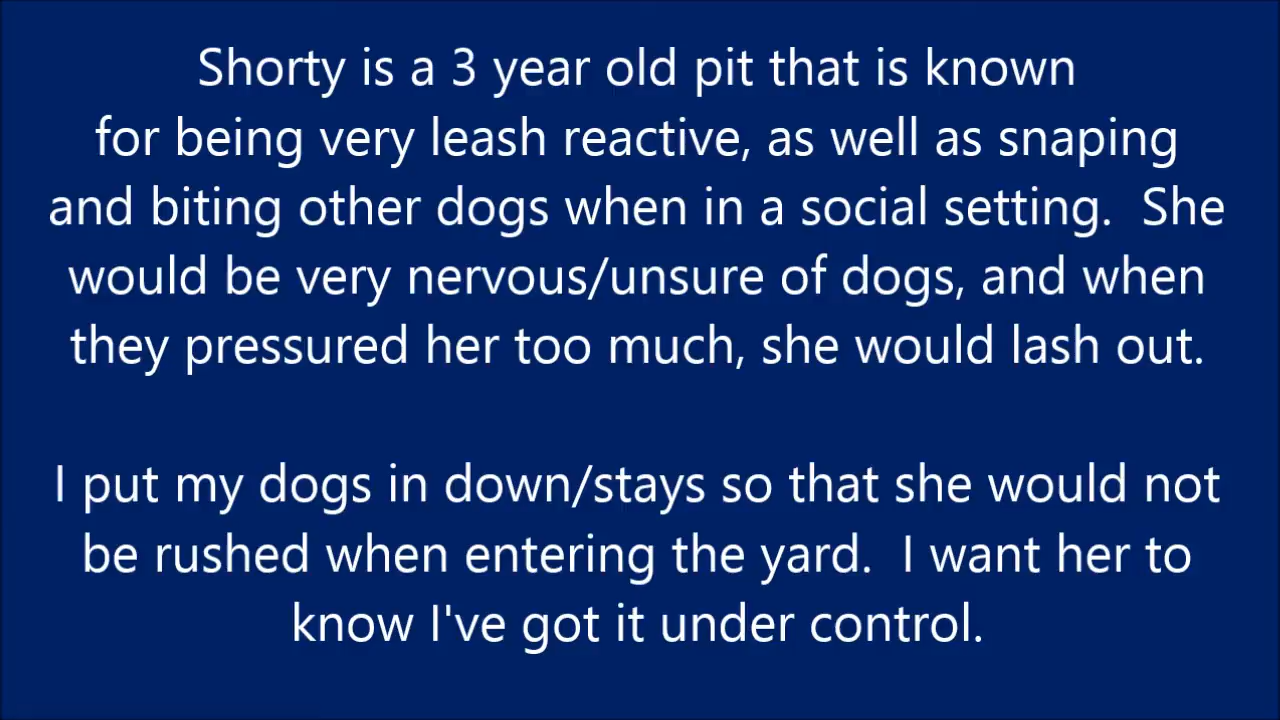 Shorty is a 3 year old pit that is known
for being very leash reactive, as well as snaping
and biting other dogs when in a social setting.  She
would be very nervous/unsure of dogs, and when
they pressured her too much, she would lash out.
I put my dogs in down/stays so that she would not
be rushed when entering the yard.  I want her to
know I've got it under control.